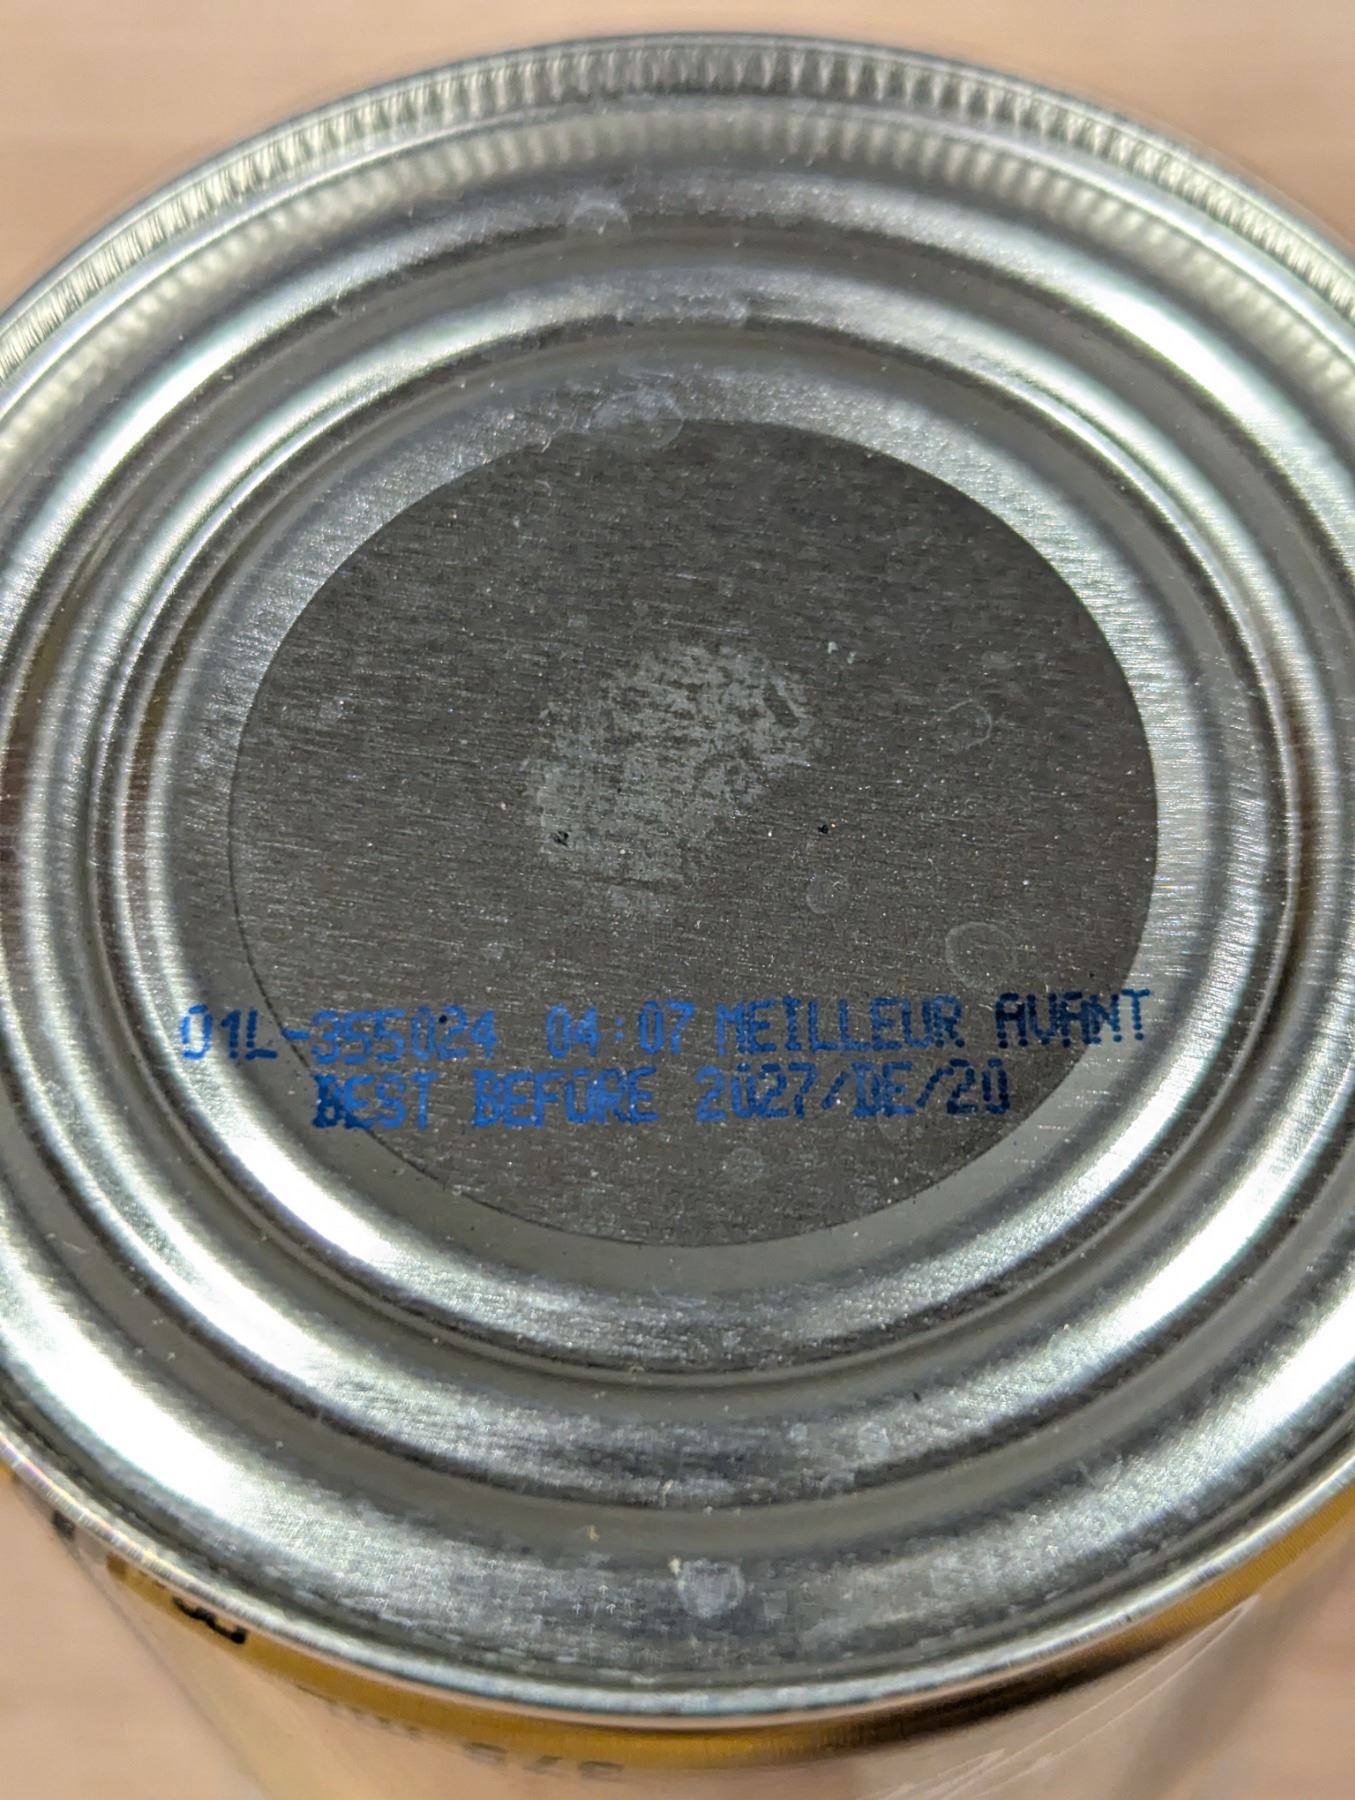 01L-355024 04:07 MEILLEUR AVANT
BEST BEFORE 2027/DE/20